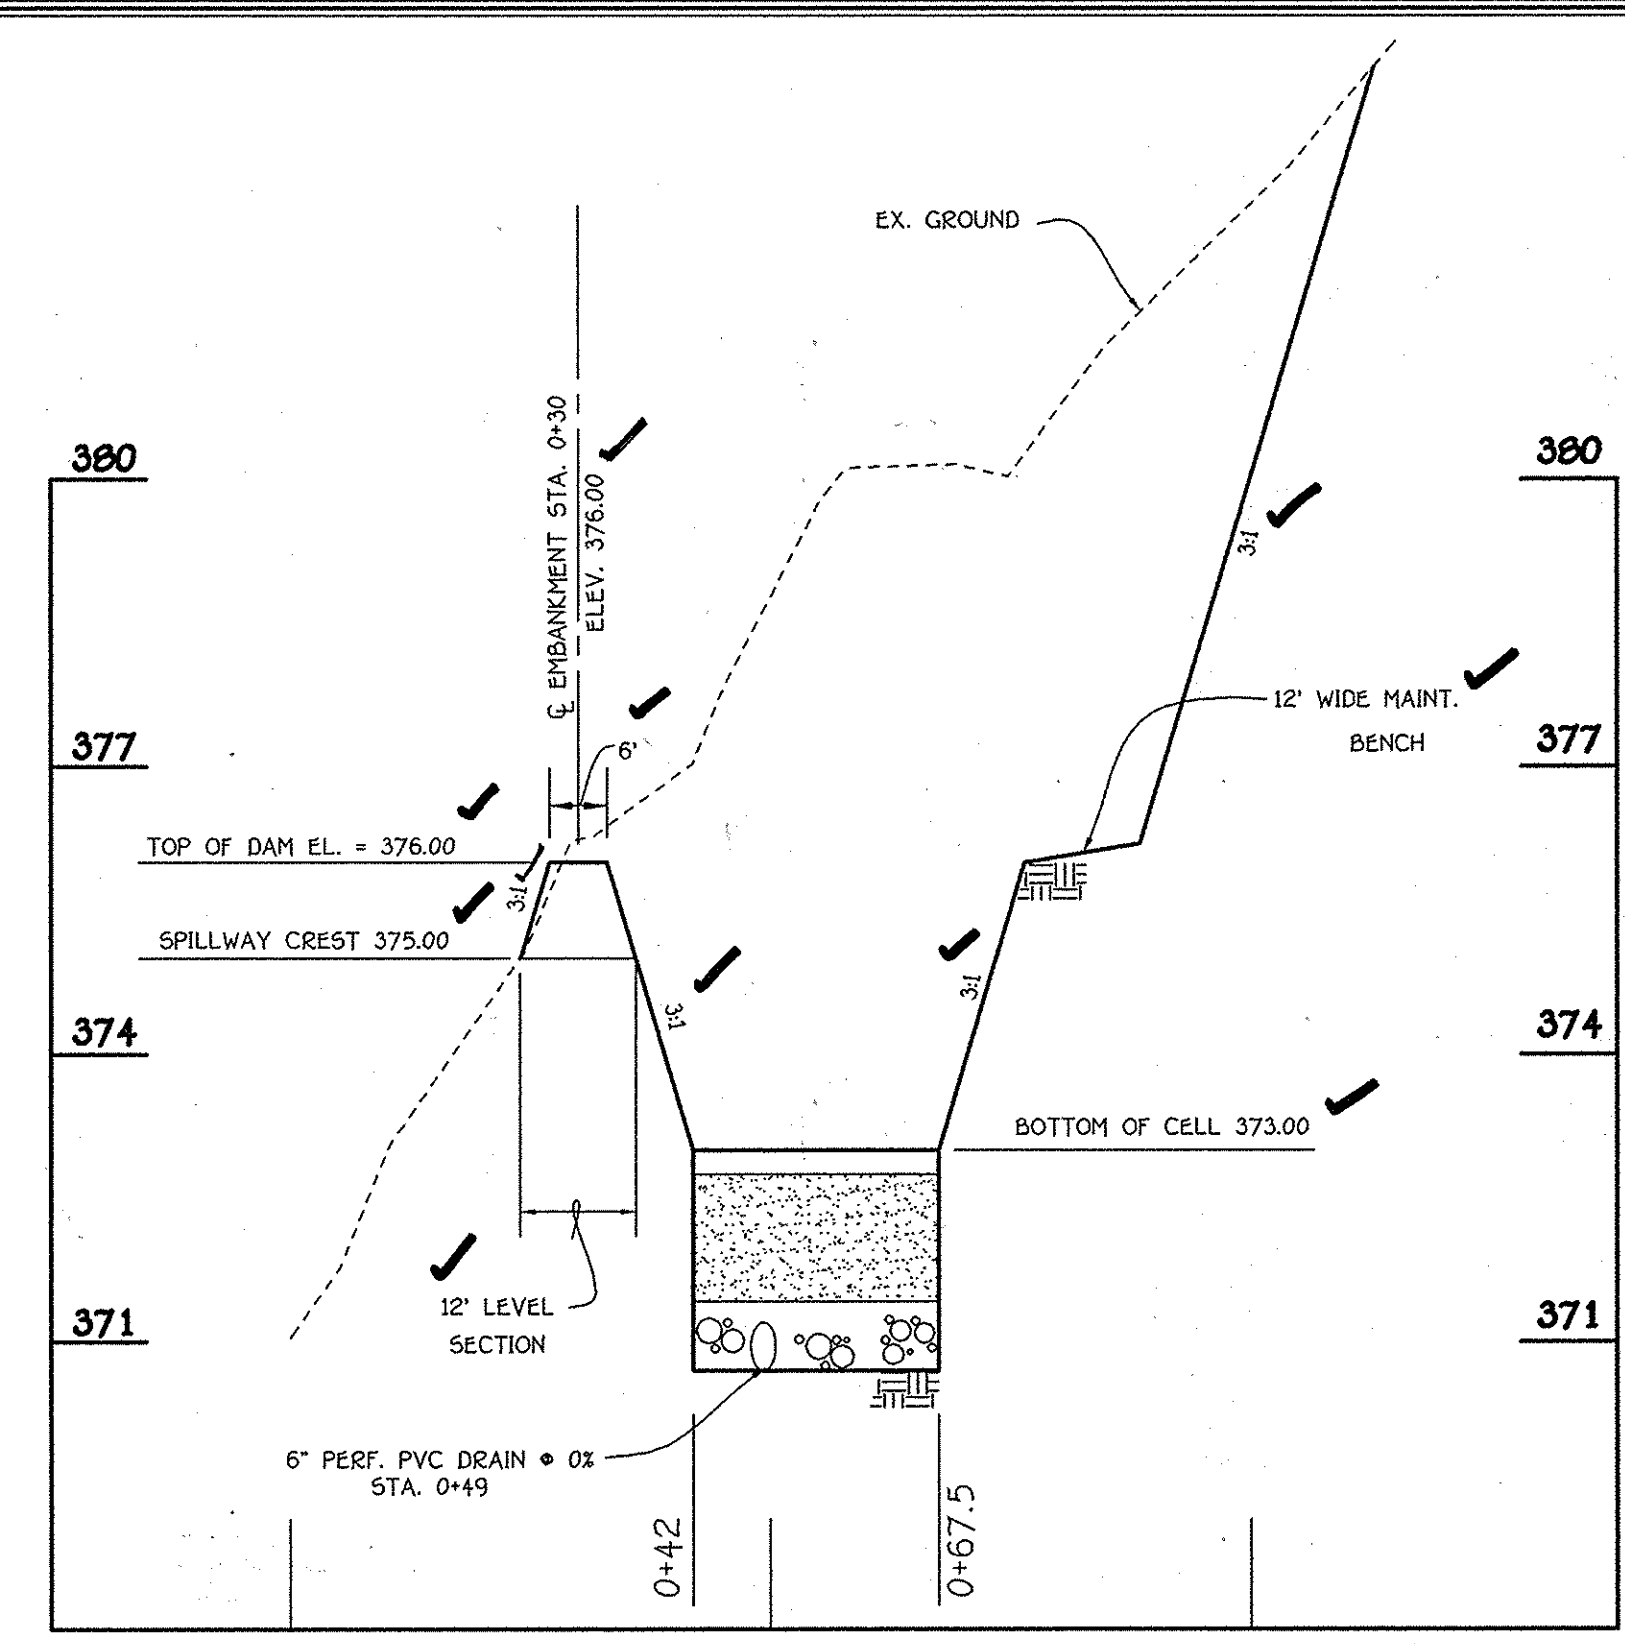 EX. GROUND
℄ EMBANKMENT STA. 0+30
ELEV. 376.00
380
380
3:1
12' WIDE MAINT.
BENCH
377
377
6'
TOP OF DAM EL. = 376.00
3:1
SPILLWAY CREST 375.00
3:1
3:1
374
374
BOTTOM OF CELL 373.00
12' LEVEL
SECTION
371
371
6" PERF. PVC DRAIN @ 0%
STA. 0+49
0+42
0+67.5